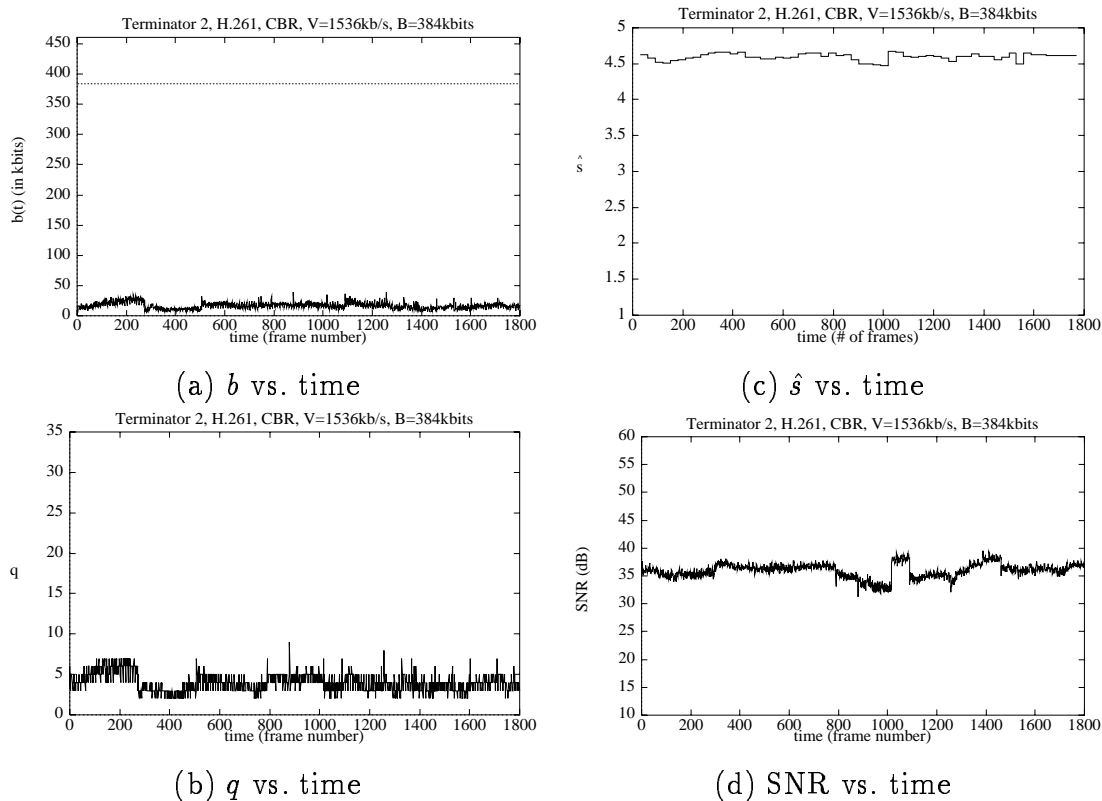 Terminator 2, H.261, CBR, V=1536kb/s, B=384kbits
b(t) (in kbits)
450
400
350
300
250
200
150
100
50
0
0 200 400 600 800 1000 1200 1400 1600 1800
time (frame number)
(a) b vs. time
Terminator 2, H.261, CBR, V=1536kb/s, B=384kbits
ŝ
5
4.5
4
3.5
3
2.5
2
1.5
1
0 200 400 600 800 1000 1200 1400 1600 1800
time (# of frames)
(c) ŝ vs. time
Terminator 2, H.261, CBR, V=1536kb/s, B=384kbits
q
35
30
25
20
15
10
5
0
0 200 400 600 800 1000 1200 1400 1600 1800
time (frame number)
(b) q vs. time
Terminator 2, H.261, CBR, V=1536kb/s, B=384kbits
SNR (dB)
60
55
50
45
40
35
30
25
20
15
10
0 200 400 600 800 1000 1200 1400 1600 1800
time (frame number)
(d) SNR vs. time